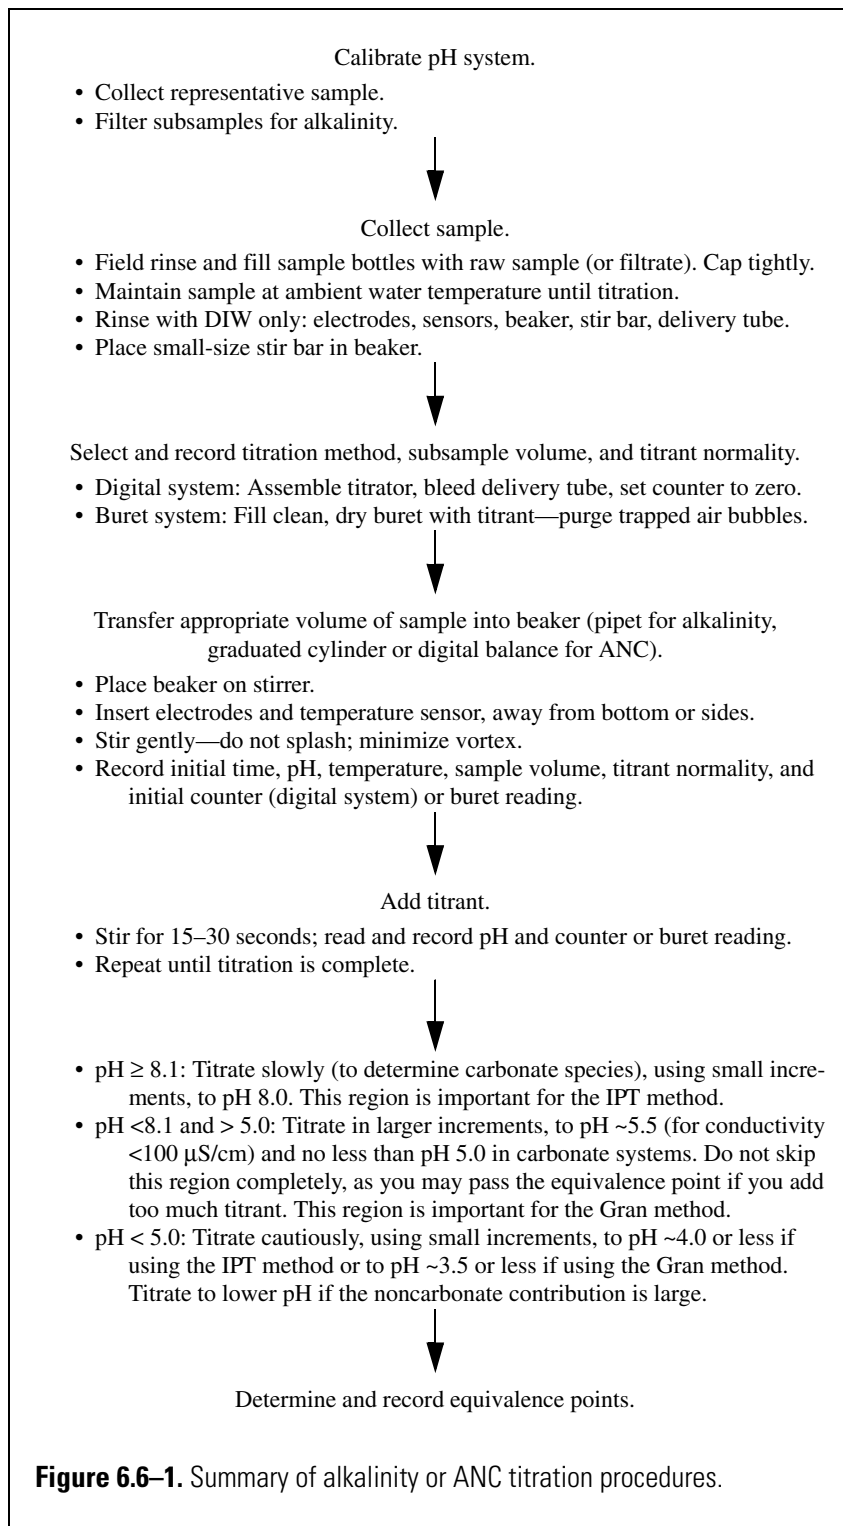 Calibrate pH system.
• Collect representative sample.
• Filter subsamples for alkalinity.
Collect sample.
• Field rinse and fill sample bottles with raw sample (or filtrate). Cap tightly.
• Maintain sample at ambient water temperature until titration.
• Rinse with DIW only: electrodes, sensors, beaker, stir bar, delivery tube.
• Place small-size stir bar in beaker.
Select and record titration method, subsample volume, and titrant normality.
• Digital system: Assemble titrator, bleed delivery tube, set counter to zero.
• Buret system: Fill clean, dry buret with titrant—purge trapped air bubbles.
Transfer appropriate volume of sample into beaker (pipet for alkalinity,
graduated cylinder or digital balance for ANC).
• Place beaker on stirrer.
• Insert electrodes and temperature sensor, away from bottom or sides.
• Stir gently—do not splash; minimize vortex.
• Record initial time, pH, temperature, sample volume, titrant normality, and
initial counter (digital system) or buret reading.
Add titrant.
• Stir for 15–30 seconds; read and record pH and counter or buret reading.
• Repeat until titration is complete.
• pH ≥ 8.1: Titrate slowly (to determine carbonate species), using small incre-
ments, to pH 8.0. This region is important for the IPT method.
• pH <8.1 and > 5.0: Titrate in larger increments, to pH ~5.5 (for conductivity
<100 µS/cm) and no less than pH 5.0 in carbonate systems. Do not skip
this region completely, as you may pass the equivalence point if you add
too much titrant. This region is important for the Gran method.
• pH < 5.0: Titrate cautiously, using small increments, to pH ~4.0 or less if
using the IPT method or to pH ~3.5 or less if using the Gran method.
Titrate to lower pH if the noncarbonate contribution is large.
Determine and record equivalence points.
Figure 6.6–1. Summary of alkalinity or ANC titration procedures.